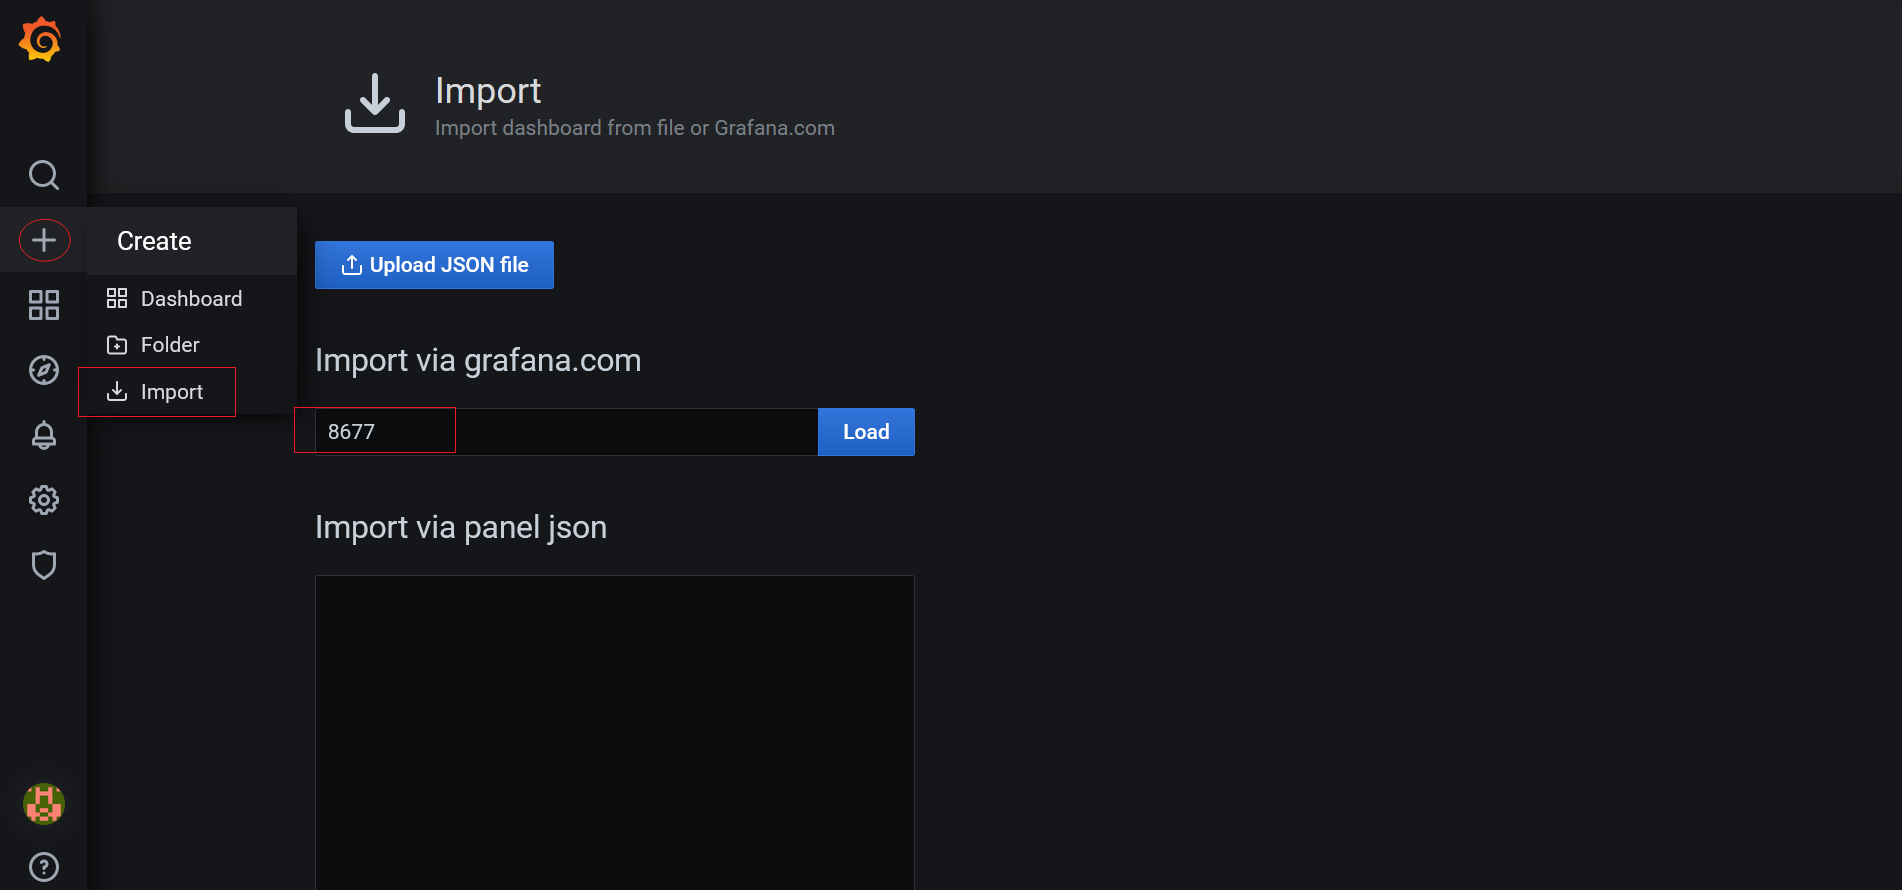 Import
Import dashboard from file or Grafana.com
Create
Dashboard
Folder
Import
Upload JSON file
Import via grafana.com
8677
Load
Import via panel json